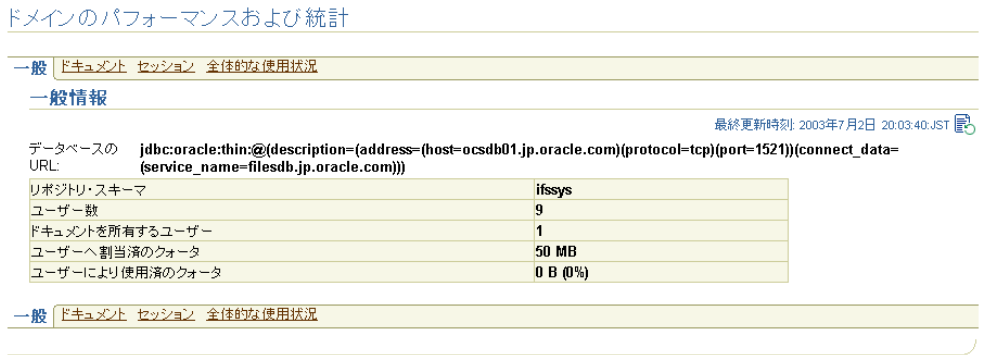 ドメインのパフォーマンスおよび統計
一般 ドキュメント セッション 全体的な使用状況
一般情報
最終更新時刻: 2003年7月2日 20:03:40:JST
データベースの URL: jdbc:oracle:thin:@(description=(address=(host=ocsdb01.jp.oracle.com)(protocol=tcp)(port=1521))(connect_data=
(service_name=filesdb.jp.oracle.com)))
リポジトリ・スキーマ ifssys
ユーザー数 9
ドキュメントを所有するユーザー 1
ユーザーへ割当済のクォータ 50 MB
ユーザーにより使用済のクォータ 0 B (0%)
一般 ドキュメント セッション 全体的な使用状況